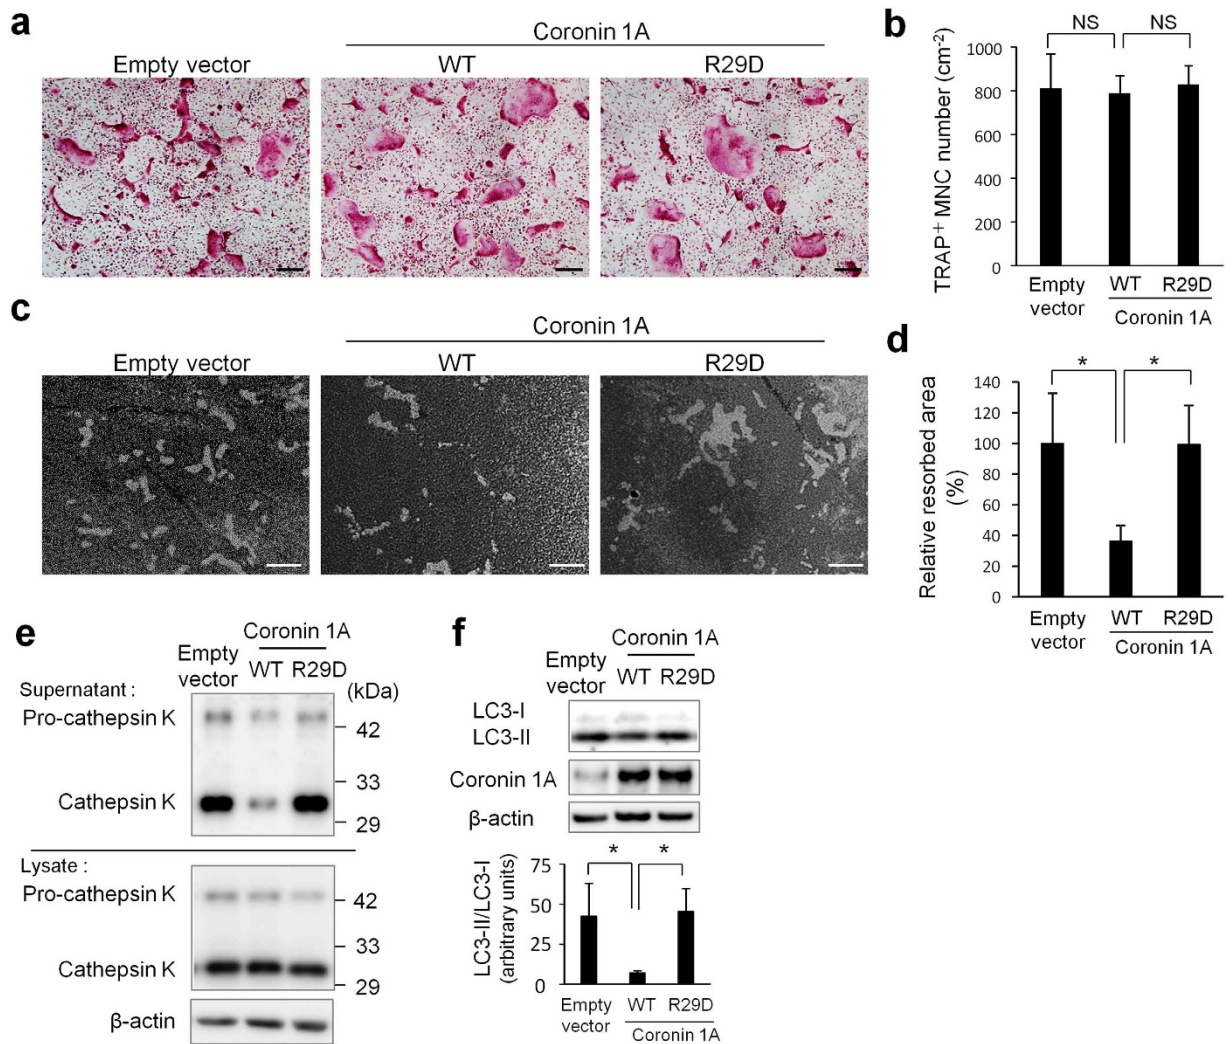 a
Coronin 1A
Empty vector WT R29D
b
NS NS
TRAP+ MNC number (cm-2)
1000
800
600
400
200
0
Empty vector WT R29D
Coronin 1A
c
Coronin 1A
Empty vector WT R29D
d
* *
Relative resorbed area (%)
140
120
100
80
60
40
20
0
Empty vector WT R29D
Coronin 1A
e
Coronin 1A
Empty vector WT R29D
Supernatant : (kDa)
Pro-cathepsin K 42
33
Cathepsin K 29
Lysate :
Pro-cathepsin K 42
33
Cathepsin K 29
β-actin
f
Coronin 1A
Empty vector WT R29D
LC3-I
LC3-II
Coronin 1A
β-actin
* *
LC3-II/LC3-I (arbitrary units)
75
50
25
0
Empty vector WT R29D
Coronin 1A